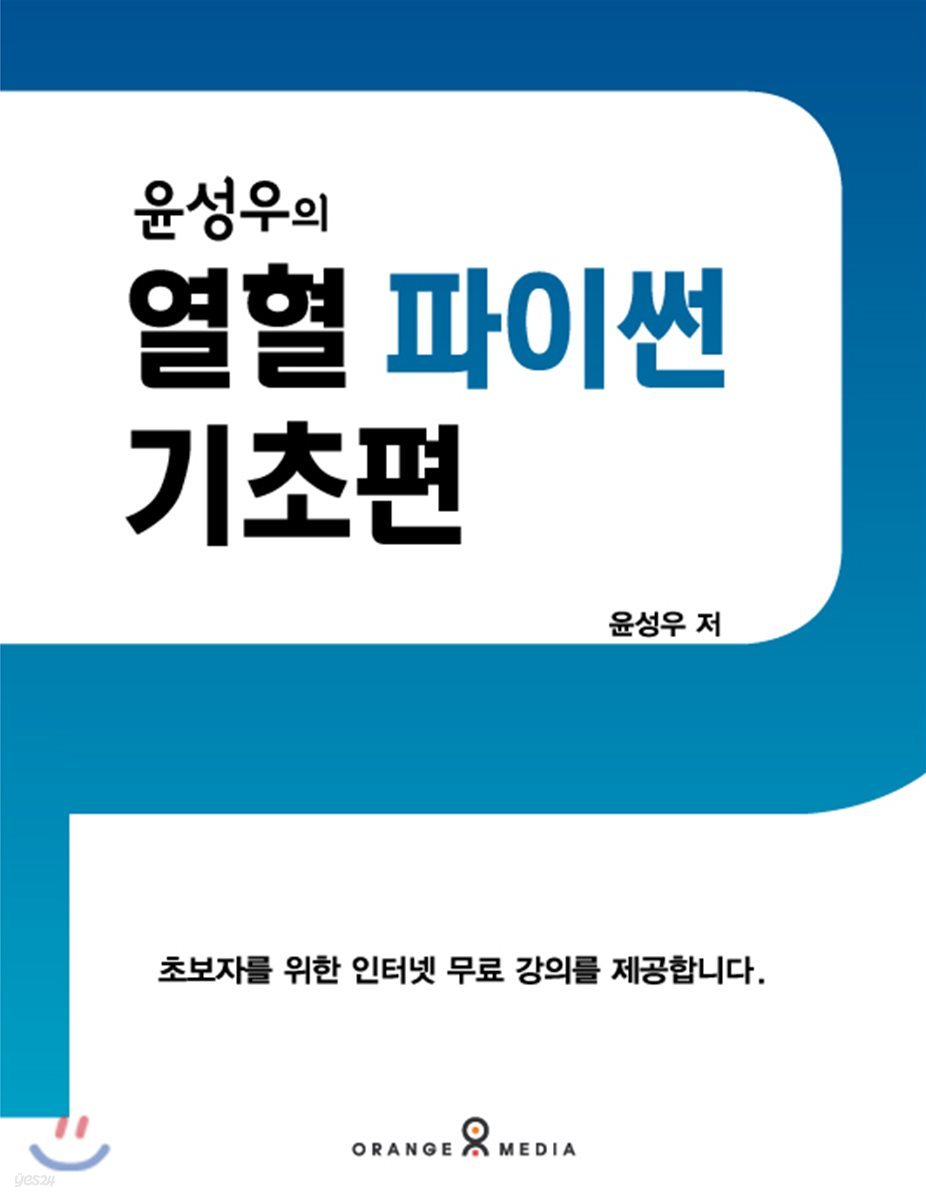 윤성우의
열혈 파이썬
기초편
윤성우 저
초보자를 위한 인터넷 무료 강의를 제공합니다.
ORANGE MEDIA
yes24